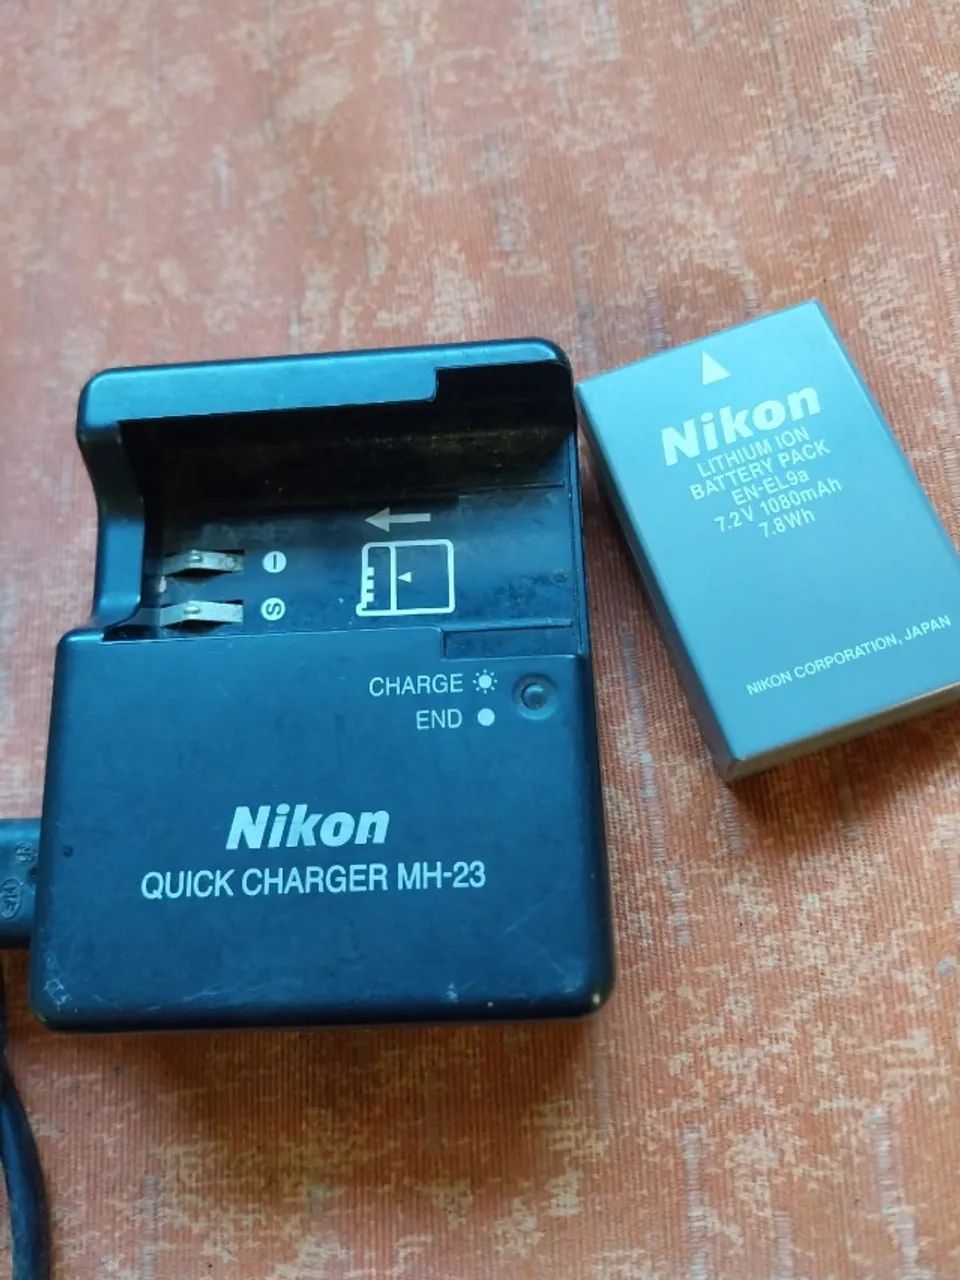 Nikon
LITHIUM ION
BATTERY PACK
EN-EL9a
7.2V 1080mAh
7.8Wh
NIKON CORPORATION, JAPAN
CHARGE
END
Nikon
QUICK CHARGER MH-23